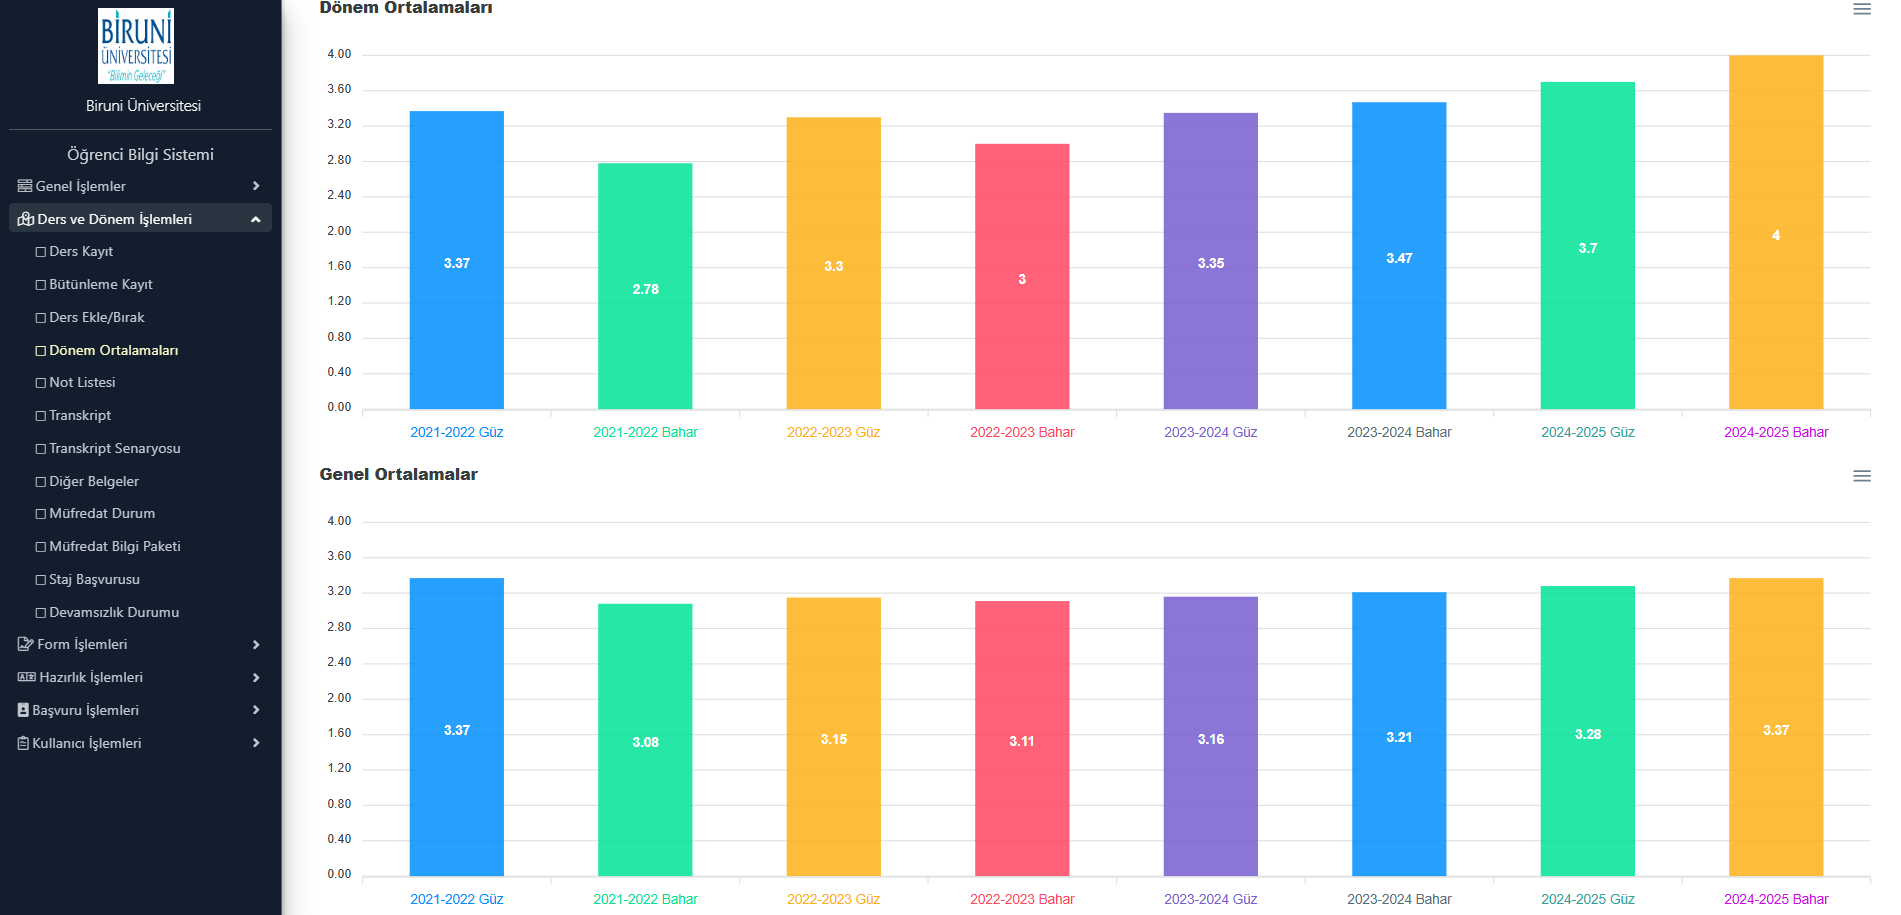 BİRUNİ
ÜNİVERSİTESİ
"Bilimin Geleceği"
Biruni Üniversitesi
Öğrenci Bilgi Sistemi
Genel İşlemler
Ders ve Dönem İşlemleri
Ders Kayıt
Bütünleme Kayıt
Ders Ekle/Bırak
Dönem Ortalamaları
Not Listesi
Transkript
Transkript Senaryosu
Diğer Belgeler
Müfredat Durum
Müfredat Bilgi Paketi
Staj Başvurusu
Devamsızlık Durumu
Form İşlemleri
Hazırlık İşlemleri
Başvuru İşlemleri
Kullanıcı İşlemleri
Dönem Ortalamaları
4.00
3.60
3.20
2.80
2.40
2.00
1.60
1.20
0.80
0.40
0.00
3.37 2.78 3.3 3 3.35 3.47 3.7 4
2021-2022 Güz 2021-2022 Bahar 2022-2023 Güz 2022-2023 Bahar 2023-2024 Güz 2023-2024 Bahar 2024-2025 Güz 2024-2025 Bahar
Genel Ortalamalar
4.00
3.60
3.20
2.80
2.40
2.00
1.60
1.20
0.80
0.40
0.00
3.37 3.08 3.15 3.11 3.16 3.21 3.28 3.37
2021-2022 Güz 2021-2022 Bahar 2022-2023 Güz 2022-2023 Bahar 2023-2024 Güz 2023-2024 Bahar 2024-2025 Güz 2024-2025 Bahar